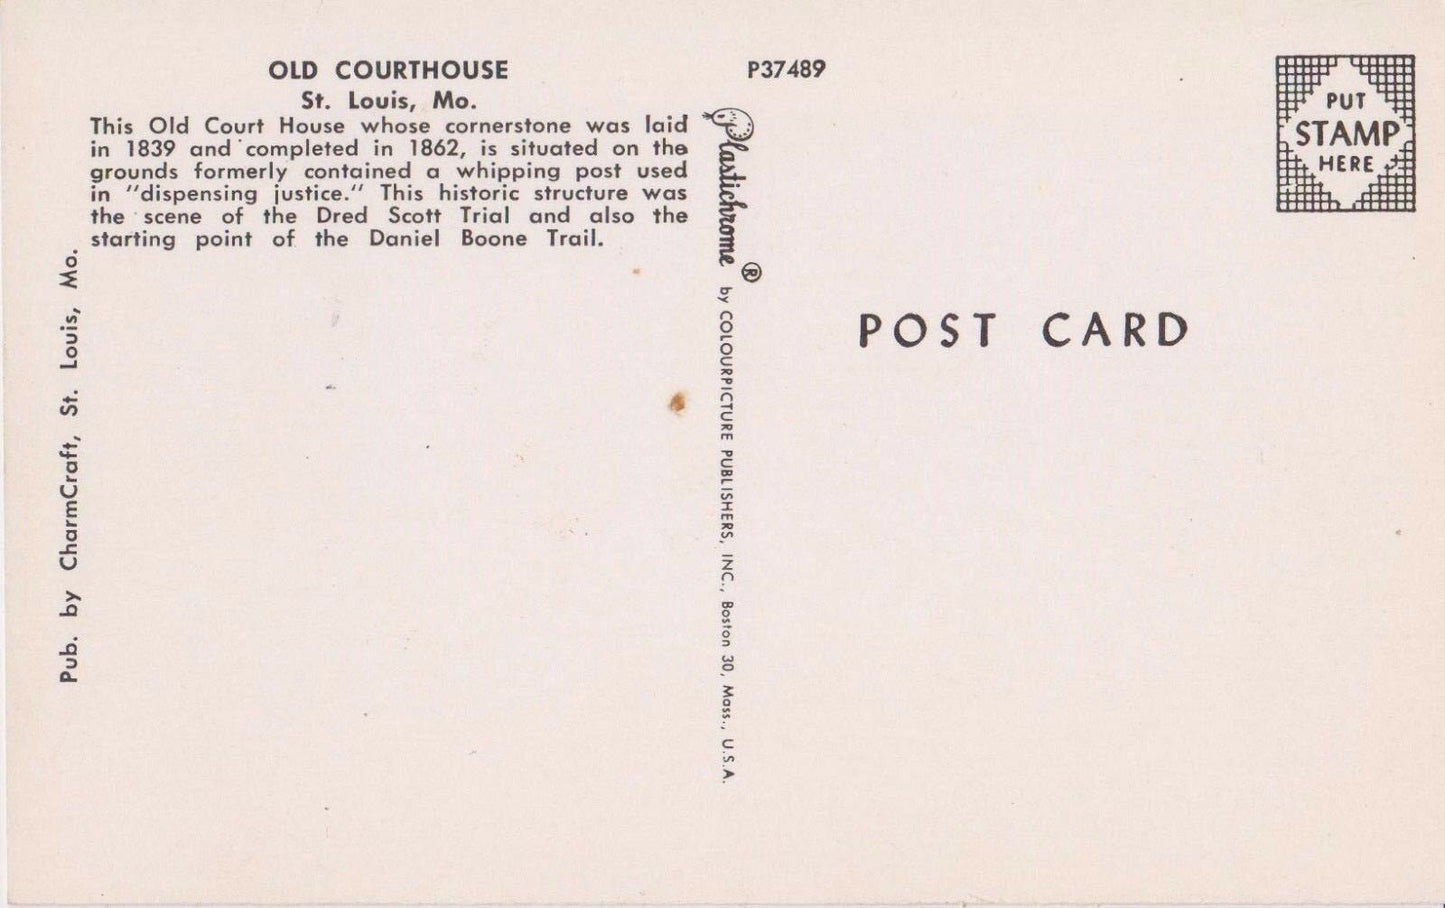 OLD COURTHOUSE
St. Louis, Mo.
This Old Court House whose cornerstone was laid
in 1839 and completed in 1862, is situated on the
grounds formerly contained a whipping post used
in "dispensing justice." This historic structure was
the scene of the Dred Scott Trial and also the
starting point of the Daniel Boone Trail.
Pub. by CharmCraft, St. Louis, Mo.
P37489
Plastichrome ® by COLOURPICTURE PUBLISHERS, INC., Boston 30, Mass., U.S.A.
PUT
STAMP
HERE
POST CARD